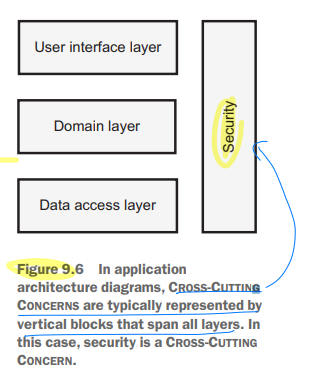 User interface layer
Domain layer
Data access layer
Security
Figure 9.6 In application
architecture diagrams, CROSS-CUTTING
CONCERNS are typically represented by
vertical blocks that span all layers. In
this case, security is a CROSS-CUTTING
CONCERN.